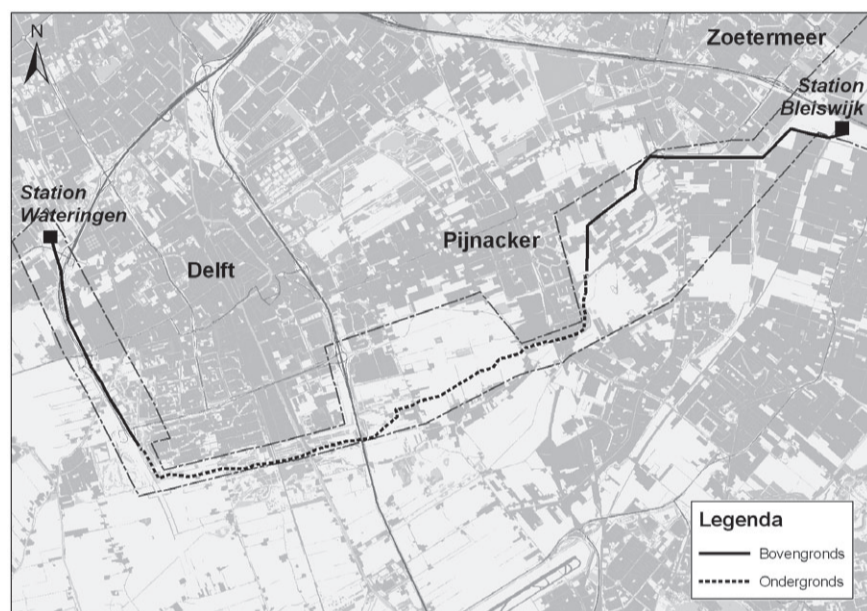 N
Zoetermeer
Station
Bleiswijk
Station
Wateringen
Pijnacker
Delft
Legenda
Bovengronds
Ondergronds